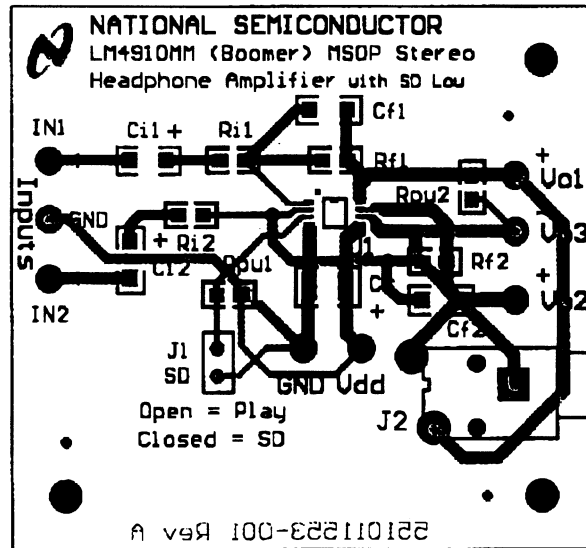 NATIONAL SEMICONDUCTOR
LM4910MM (Boomer) MSOP Stereo
Headphone Amplifier with SD Low
Cf1
IN1
Ci1 +
Ri1
Rf1
+
Vo1
Rpu2
Inputs
GND
Vo3
+
Ri2
Ci2
Rpu1
1
Rf2
+
Vo2
C
+
IN2
Cf2
J1
SD
GND Vdd
J2
Open = Play
Closed = SD
551011553-001 Rev A